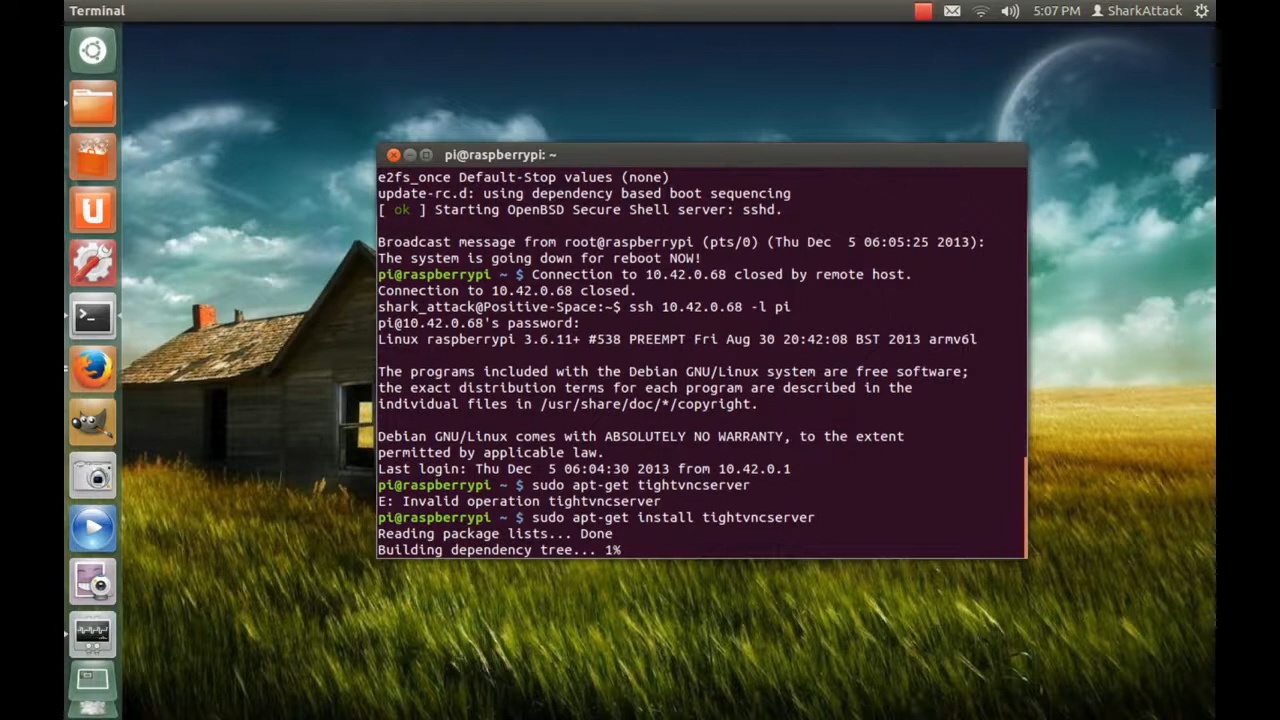 Terminal
5:07 PM SharkAttack
pi@raspberrypi: ~
e2fs_once Default-Stop values (none)
update-rc.d: using dependency based boot sequencing
[ ok ] Starting OpenBSD Secure Shell server: sshd.
Broadcast message from root@raspberrypi (pts/0) (Thu Dec  5 06:05:25 2013):
The system is going down for reboot NOW!
pi@raspberrypi ~ $ Connection to 10.42.0.68 closed by remote host.
Connection to 10.42.0.68 closed.
shark_attack@Positive-Space:~$ ssh 10.42.0.68 -l pi
pi@10.42.0.68's password:
Linux raspberrypi 3.6.11+ #538 PREEMPT Fri Aug 30 20:42:08 BST 2013 armv6l
The programs included with the Debian GNU/Linux system are free software;
the exact distribution terms for each program are described in the
individual files in /usr/share/doc/*/copyright.
Debian GNU/Linux comes with ABSOLUTELY NO WARRANTY, to the extent
permitted by applicable law.
Last login: Thu Dec  5 06:04:30 2013 from 10.42.0.1
pi@raspberrypi ~ $ sudo apt-get tightvncserver
E: Invalid operation tightvncserver
pi@raspberrypi ~ $ sudo apt-get install tightvncserver
Reading package lists... Done
Building dependency tree... 1%